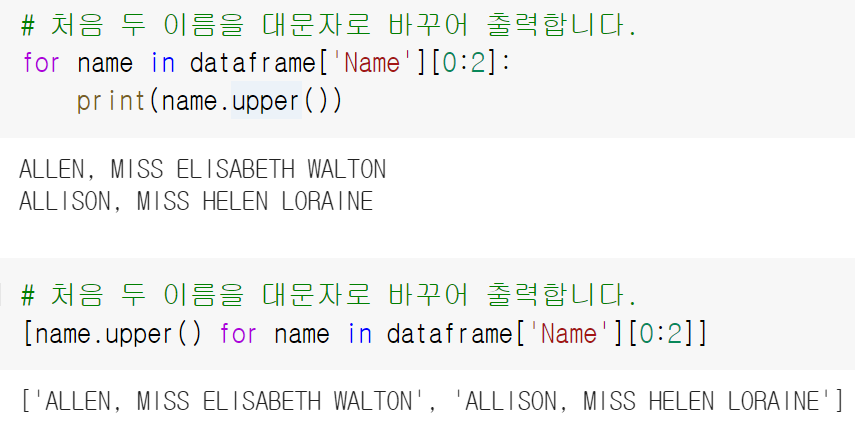 # 처음 두 이름을 대문자로 바꾸어 출력합니다.
for name in dataframe['Name'][0:2]:
    print(name.upper())
ALLEN, MISS ELISABETH WALTON
ALLISON, MISS HELEN LORAINE
# 처음 두 이름을 대문자로 바꾸어 출력합니다.
[name.upper() for name in dataframe['Name'][0:2]]
['ALLEN, MISS ELISABETH WALTON', 'ALLISON, MISS HELEN LORAINE']